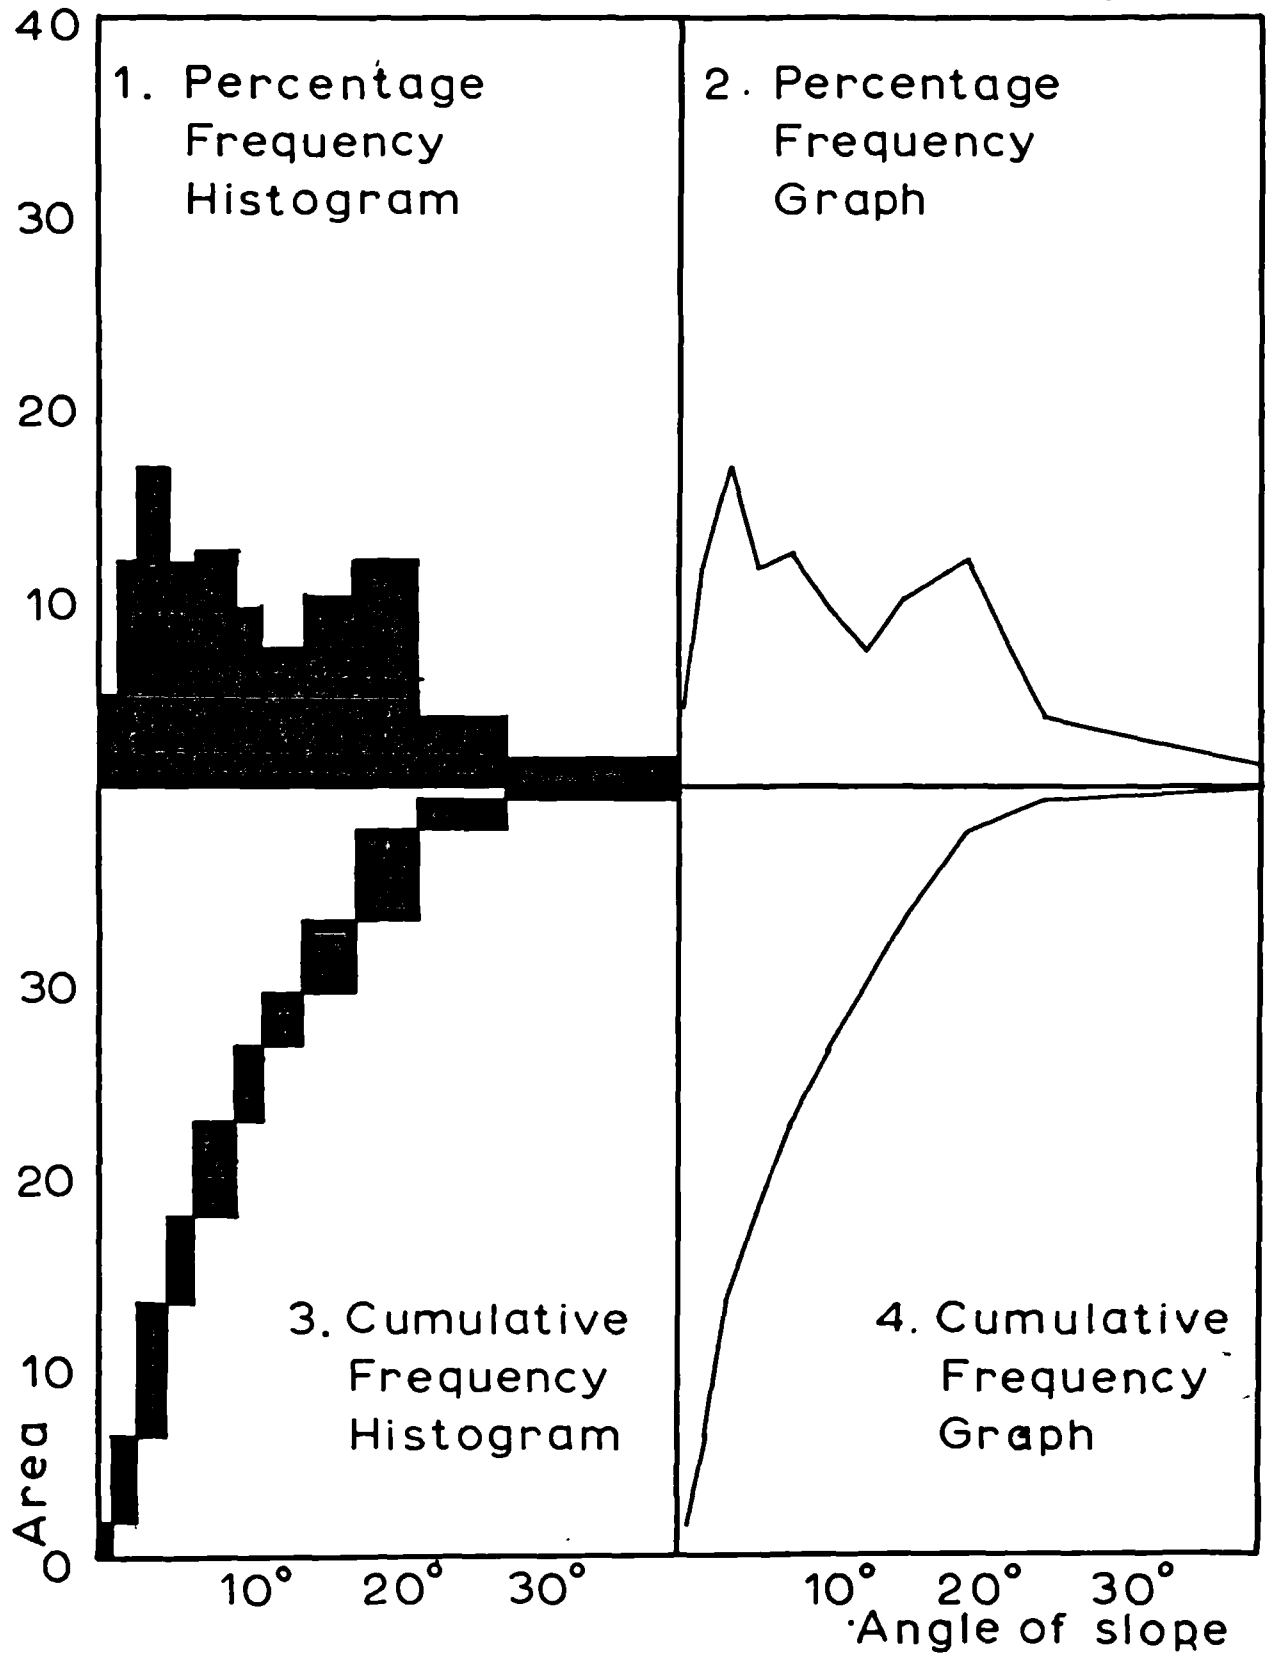 40
1. Percentage
Frequency
Histogram
2. Percentage
Frequency
Graph
30
20
10
30
20
3. Cumulative
Frequency
Histogram
4. Cumulative
Frequency
Graph
10
Area
0
10° 20° 30°
10° 20° 30°
Angle of slope